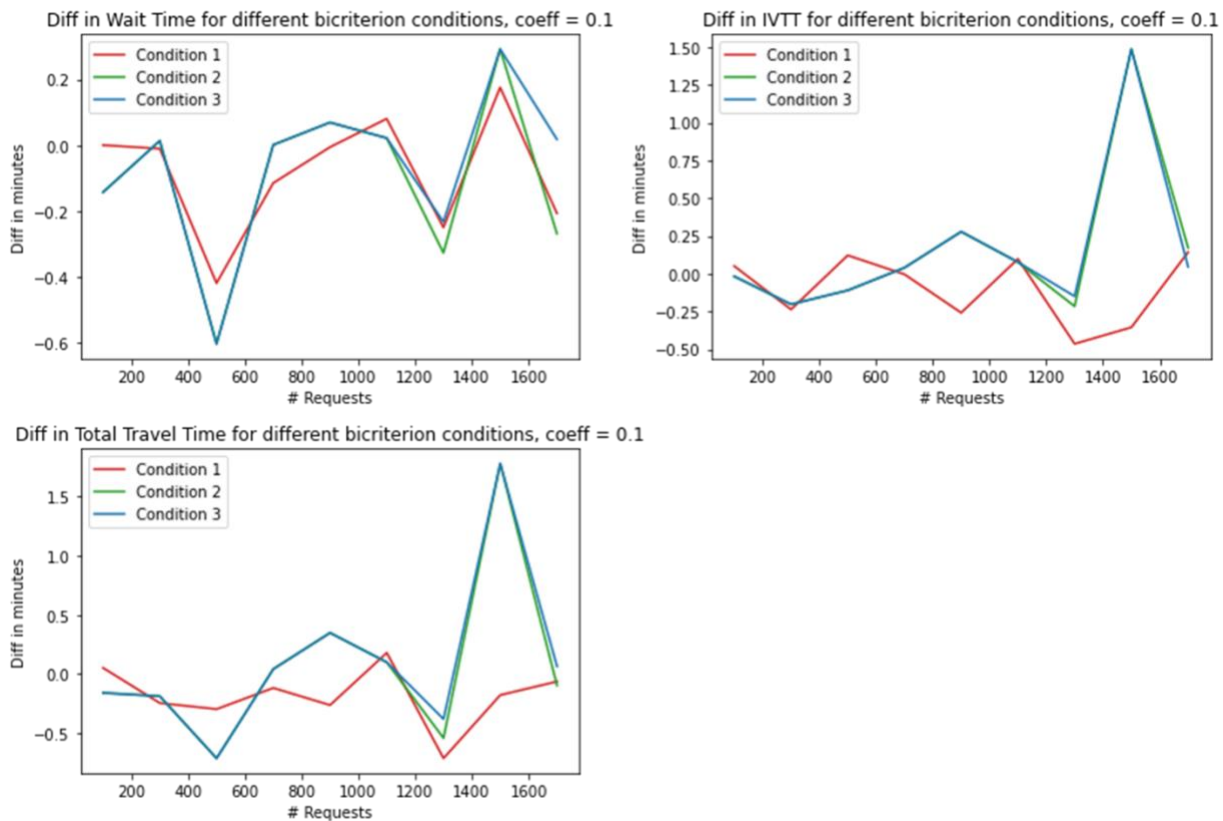 Diff in Wait Time for different bicriterion conditions, coeff = 0.1
Condition 1
Condition 2
Condition 3
0.2
0.0
−0.2
−0.4
−0.6
Diff in minutes
200 400 600 800 1000 1200 1400 1600
# Requests
Diff in IVTT for different bicriterion conditions, coeff = 0.1
Condition 1
Condition 2
Condition 3
1.50
1.25
1.00
0.75
0.50
0.25
0.00
−0.25
−0.50
Diff in minutes
200 400 600 800 1000 1200 1400 1600
# Requests
Diff in Total Travel Time for different bicriterion conditions, coeff = 0.1
Condition 1
Condition 2
Condition 3
1.5
1.0
0.5
0.0
−0.5
Diff in minutes
200 400 600 800 1000 1200 1400 1600
# Requests